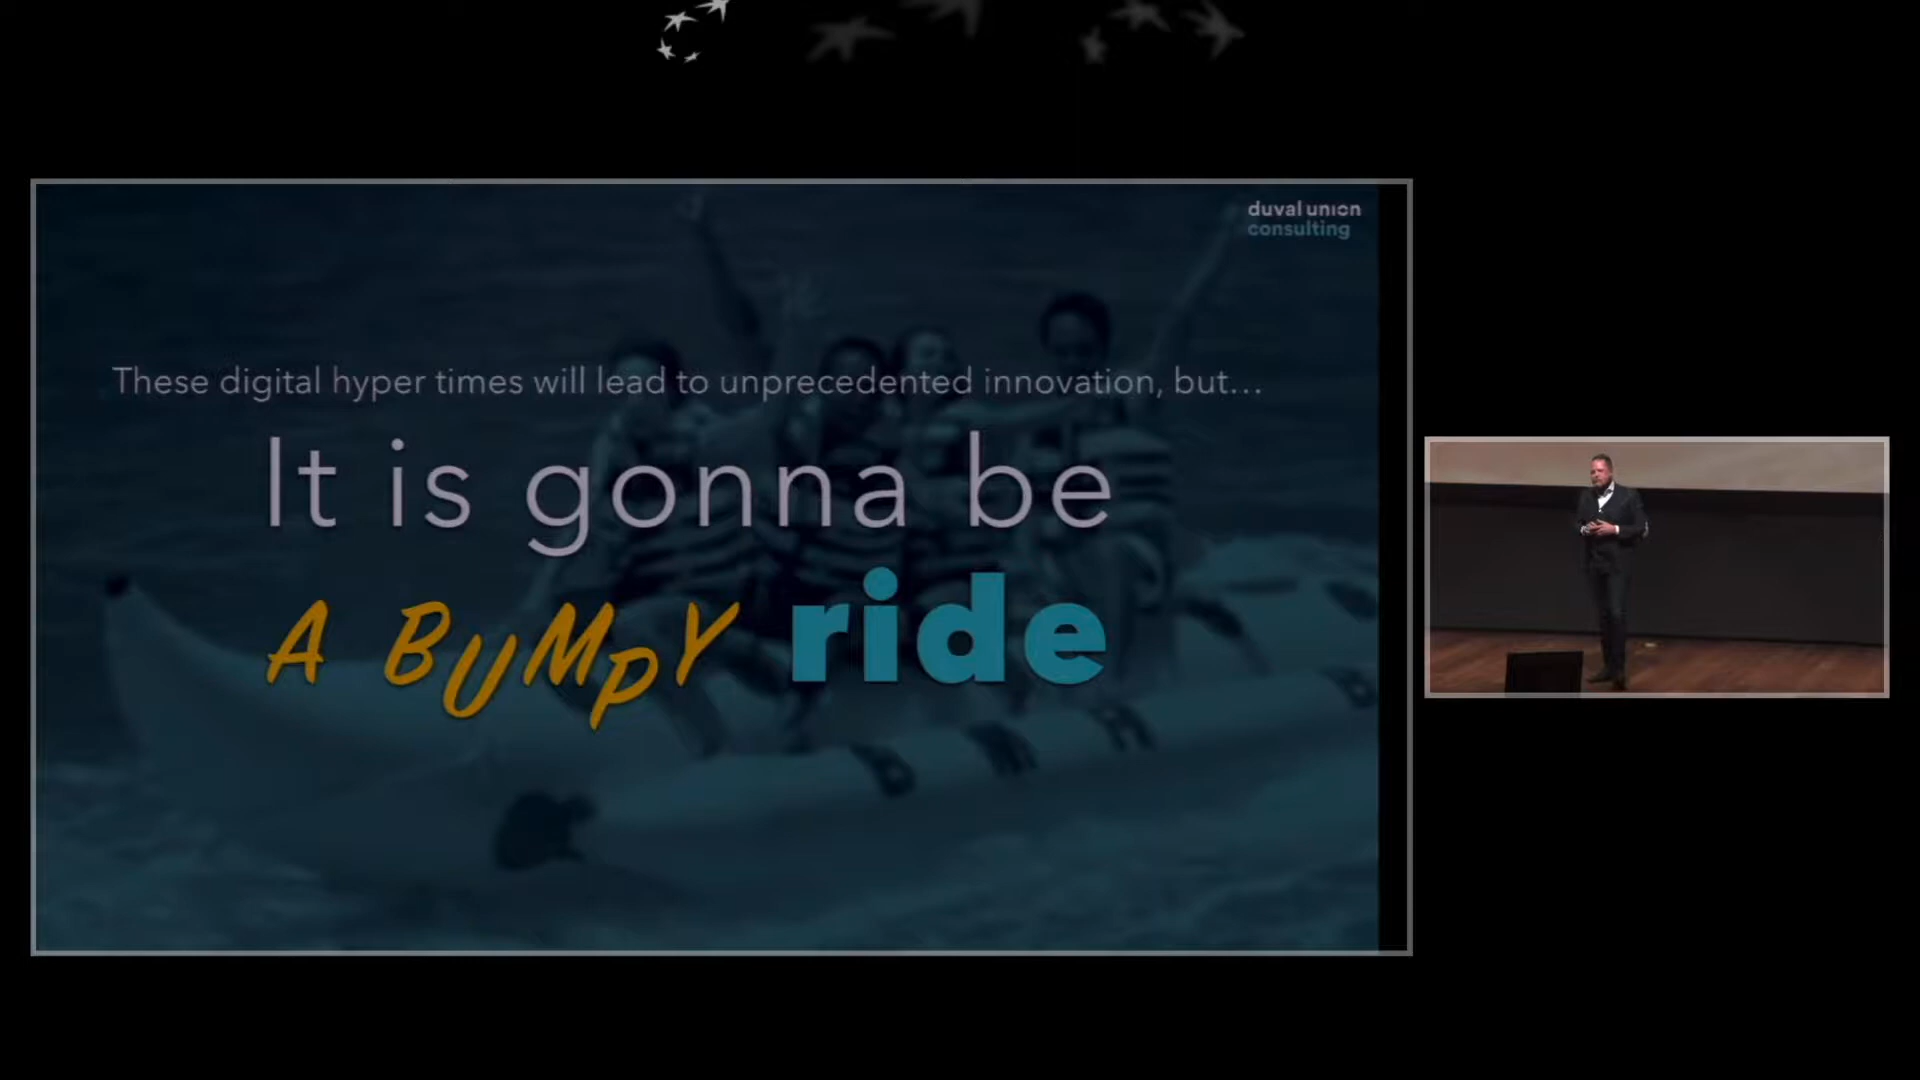 duval union
consulting
These digital hyper times will lead to unprecedented innovation, but...
It is gonna be
A BUMPY ride